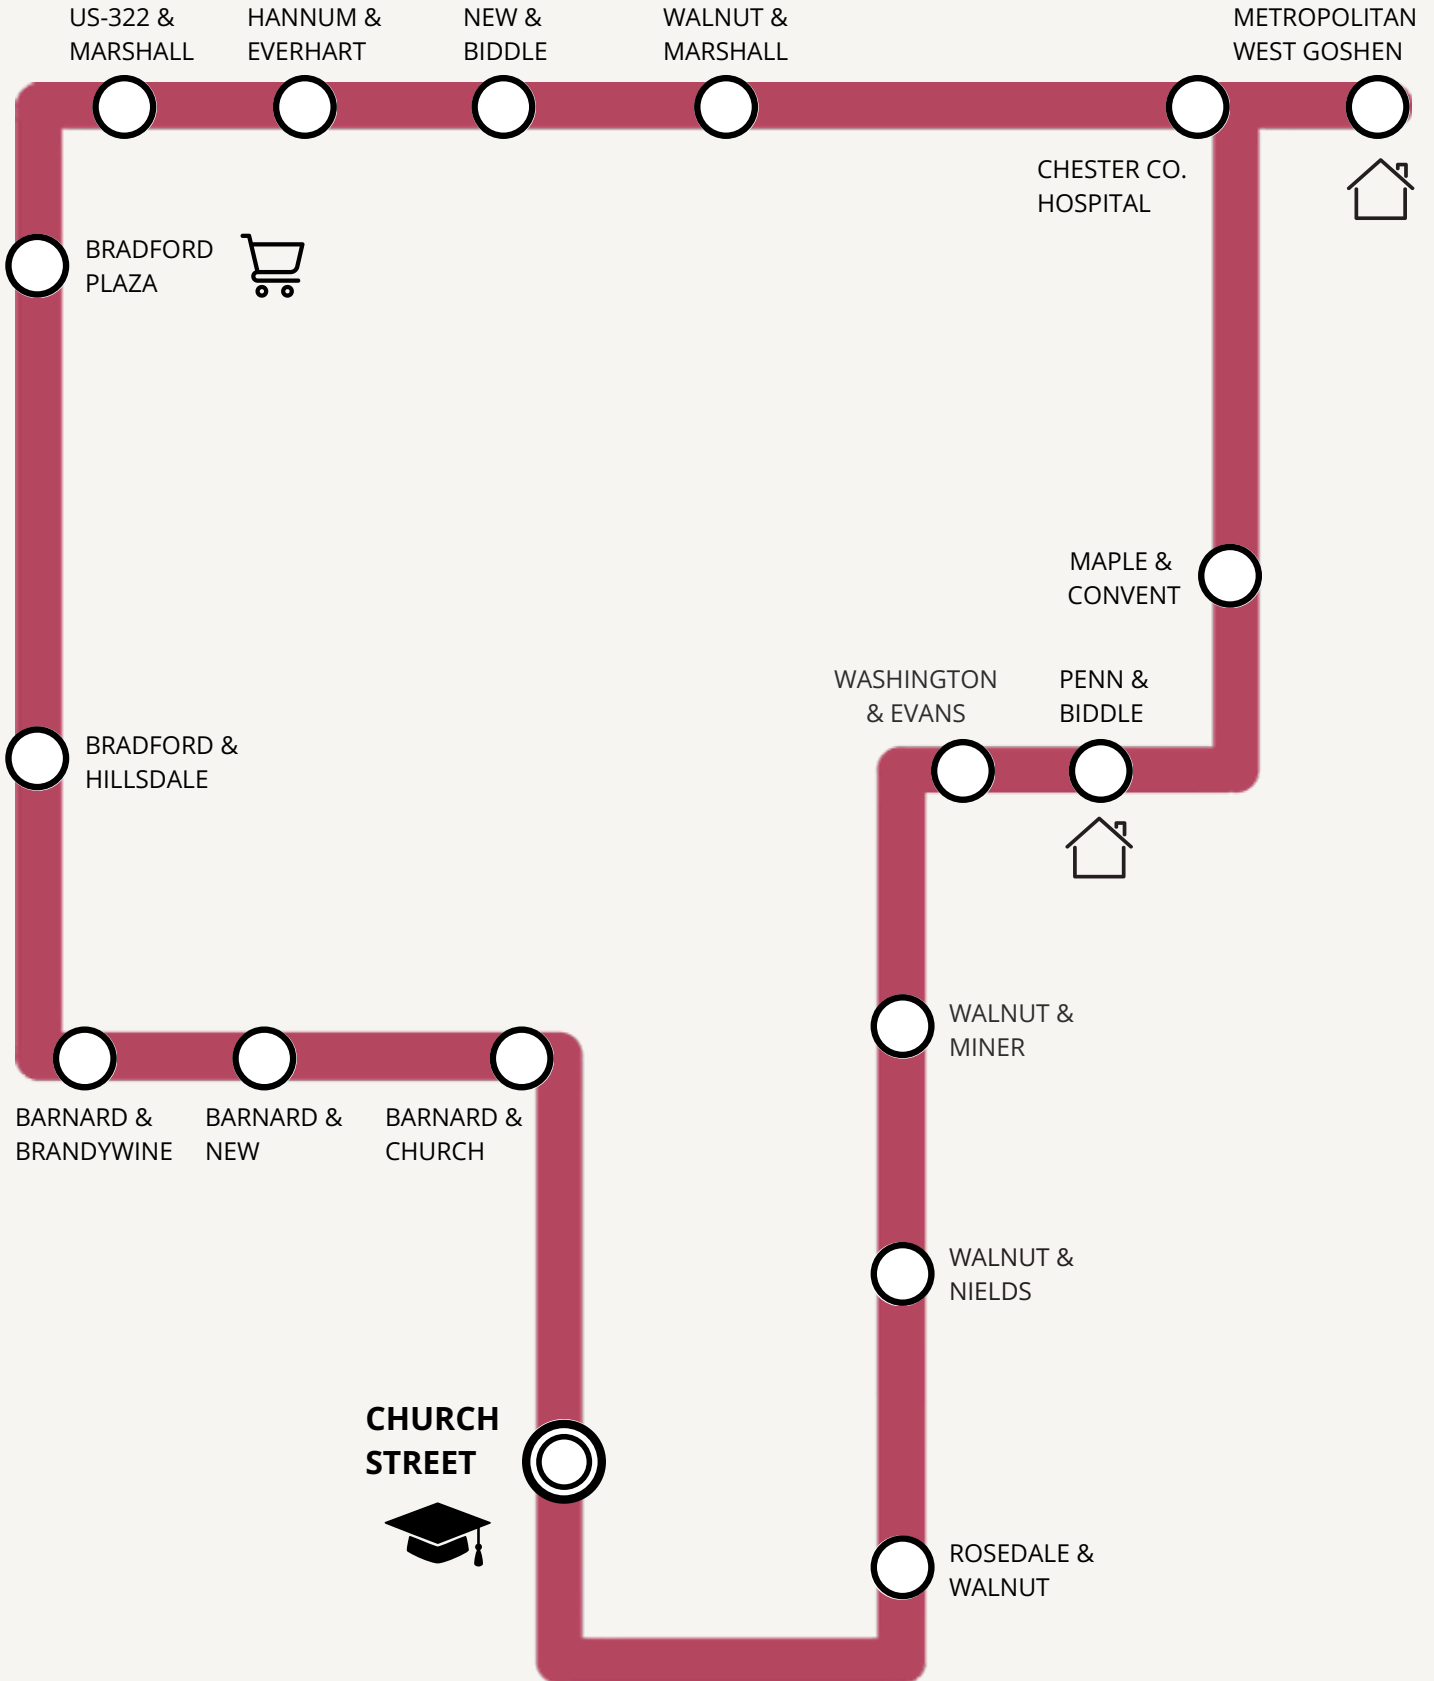 US-322 &
MARSHALL
HANNUM &
EVERHART
NEW &
BIDDLE
WALNUT &
MARSHALL
METROPOLITAN
WEST GOSHEN
CHESTER CO.
HOSPITAL
BRADFORD
PLAZA
MAPLE &
CONVENT
WASHINGTON
& EVANS
PENN &
BIDDLE
BRADFORD &
HILLSDALE
WALNUT &
MINER
BARNARD &
BRANDYWINE
BARNARD &
NEW
BARNARD &
CHURCH
WALNUT &
NIELDS
CHURCH
STREET
ROSEDALE &
WALNUT